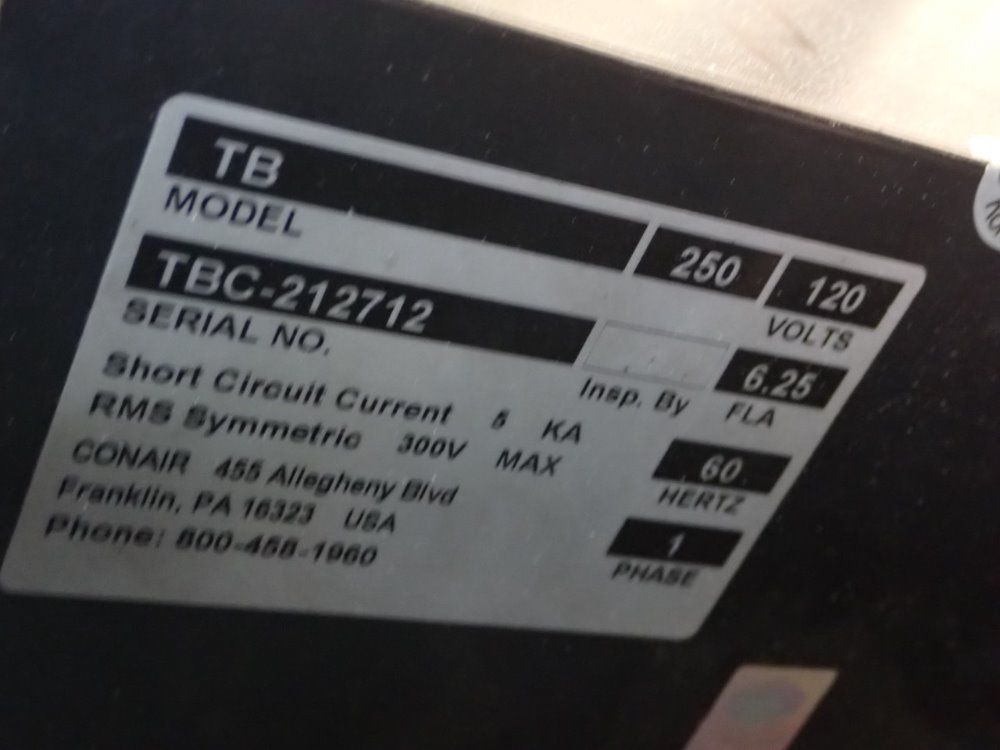 TB 250 120
MODEL VOLTS
TBC-212712 6.25
SERIAL NO. Insp. By FLA
Short Circuit Current 5 KA
RMS Symmetric 300V MAX
60
HERTZ
CONAIR 455 Allegheny Blvd
Franklin, PA 16323 USA
Phone: 800-458-1960
1
PHASE